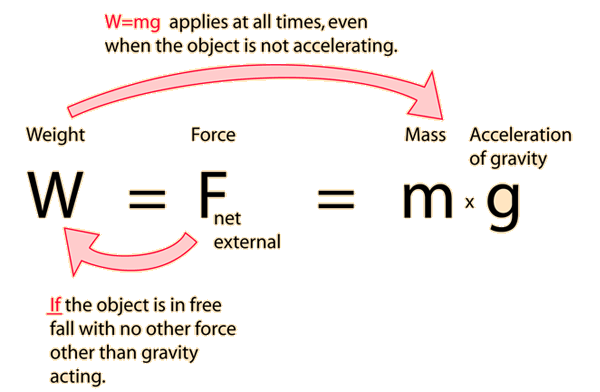 W=mg applies at all times, even
when the object is not accelerating.
Weight Force Mass Acceleration
of gravity
W = F = m x g
net
external
If the object is in free
fall with no other force
other than gravity
acting.